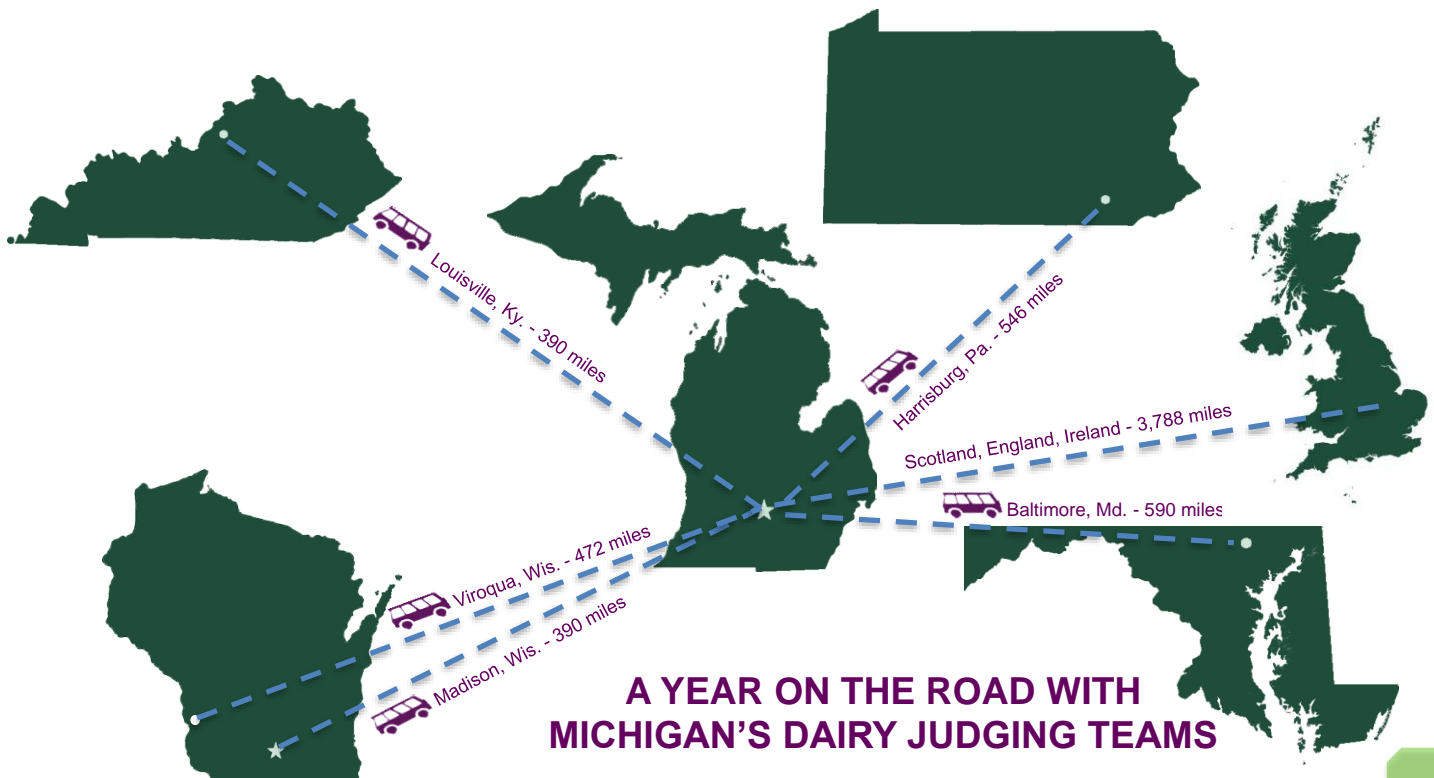 Louisville, Ky. - 390 miles
Harrisburg, Pa. - 546 miles
Scotland, England, Ireland - 3,788 miles
Baltimore, Md. - 590 miles
Viroqua, Wis. - 472 miles
Madison, Wis. - 390 miles
A YEAR ON THE ROAD WITH
MICHIGAN’S DAIRY JUDGING TEAMS